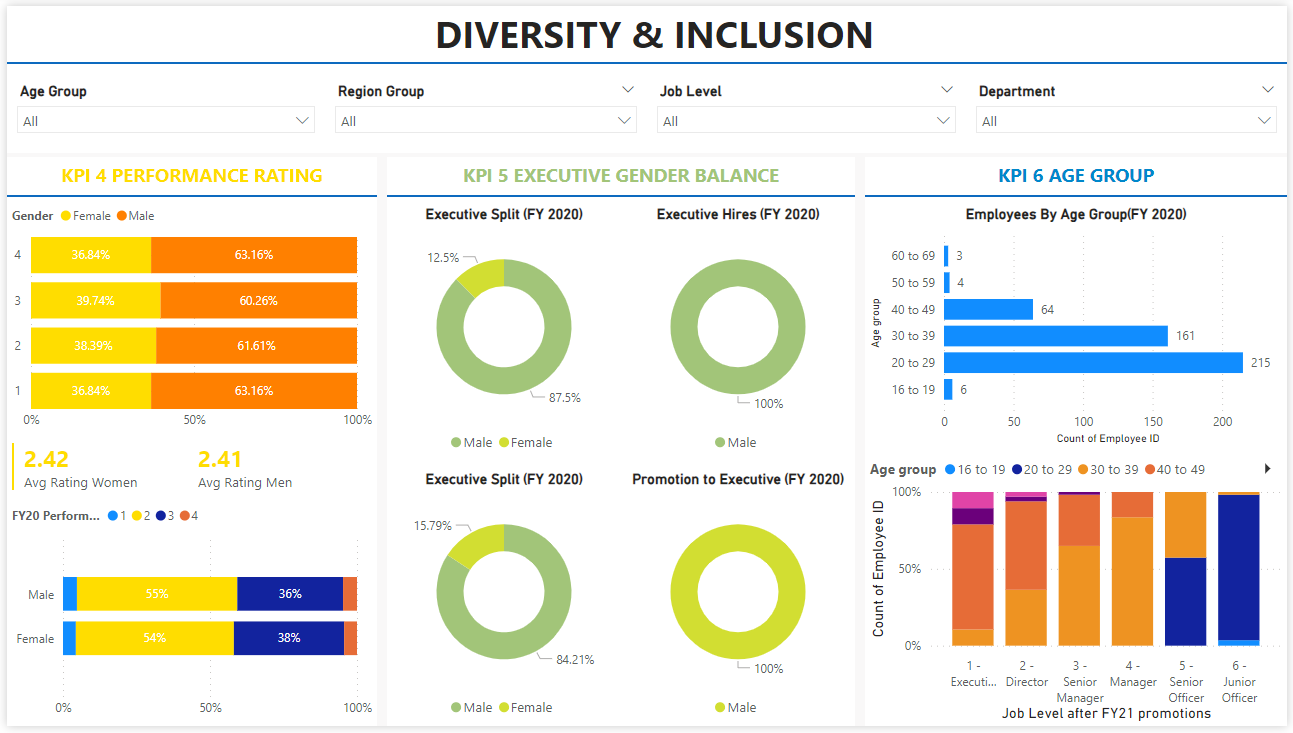 DIVERSITY & INCLUSION
Age Group
All
Region Group
All
Job Level
All
Department
All
KPI 4 PERFORMANCE RATING
Gender Female Male
4 36.84% 63.16%
3 39.74% 60.26%
2 38.39% 61.61%
1 36.84% 63.16%
0% 50% 100%
2.42 2.41
Avg Rating Women Avg Rating Men
FY20 Perform... 1 2 3 4
Male 55% 36%
Female 54% 38%
0% 50% 100%
KPI 5 EXECUTIVE GENDER BALANCE
Executive Split (FY 2020)
12.5%
87.5%
Male Female
Executive Hires (FY 2020)
100%
Male
Executive Split (FY 2020)
15.79%
84.21%
Male Female
Promotion to Executive (FY 2020)
100%
Male
KPI 6 AGE GROUP
Employees By Age Group(FY 2020)
Age group
60 to 69 3
50 to 59 4
40 to 49 64
30 to 39 161
20 to 29 215
16 to 19 6
0 50 100 150 200
Count of Employee ID
Age group 16 to 19 20 to 29 30 to 39 40 to 49
Count of Employee ID
100%
50%
0%
1 -
Executi...
2 -
Director
3 -
Senior
Manager
4 -
Manager
5 -
Senior
Officer
6 -
Junior
Officer
Job Level after FY21 promotions